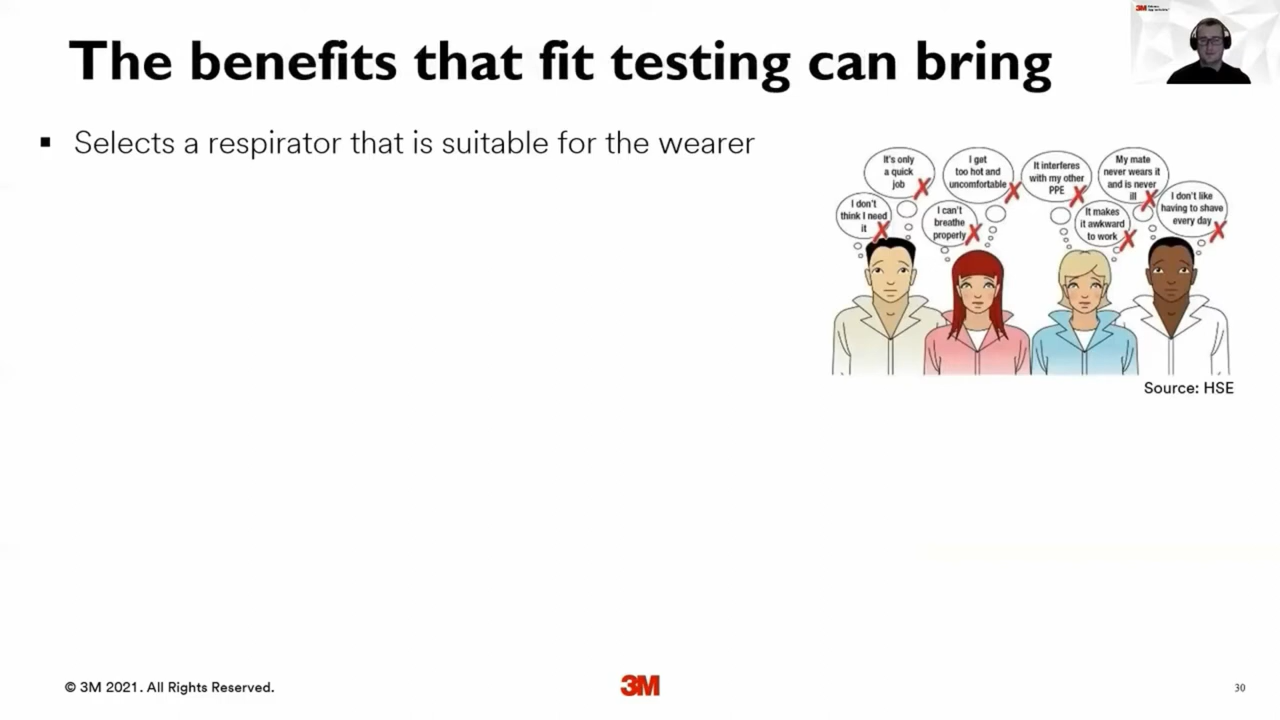 The benefits that fit testing can bring
▪ Selects a respirator that is suitable for the wearer
It's only
a quick
job
I get
too hot and
uncomfortable
It interferes
with my other
PPE
My mate
never wears it
and is never
ill
I don't
think I need
it
I can't
breathe
properly
It makes
it awkward
to work
I don't like
having to shave
every day
Source: HSE
© 3M 2021. All Rights Reserved.
3M
30
3M